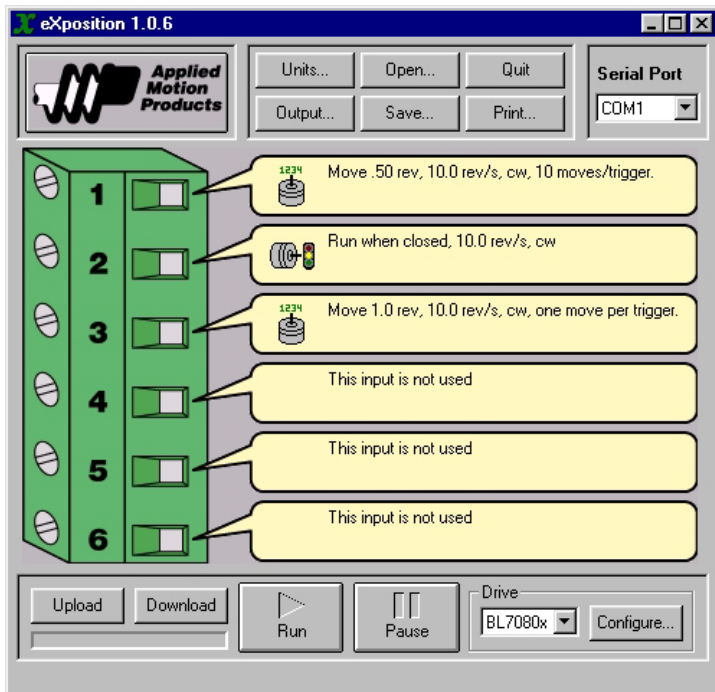 eXposition 1.0.6
Applied
Motion
Products
Units...
Open...
Quit
Output...
Save...
Print...
Serial Port
COM1
1
1234
Move .50 rev, 10.0 rev/s, cw, 10 moves/trigger.
2
Run when closed, 10.0 rev/s, cw
3
1234
Move 1.0 rev, 10.0 rev/s, cw, one move per trigger.
4
This input is not used
5
This input is not used
6
This input is not used
Upload
Download
Run
Pause
Drive
BL7080x
Configure...